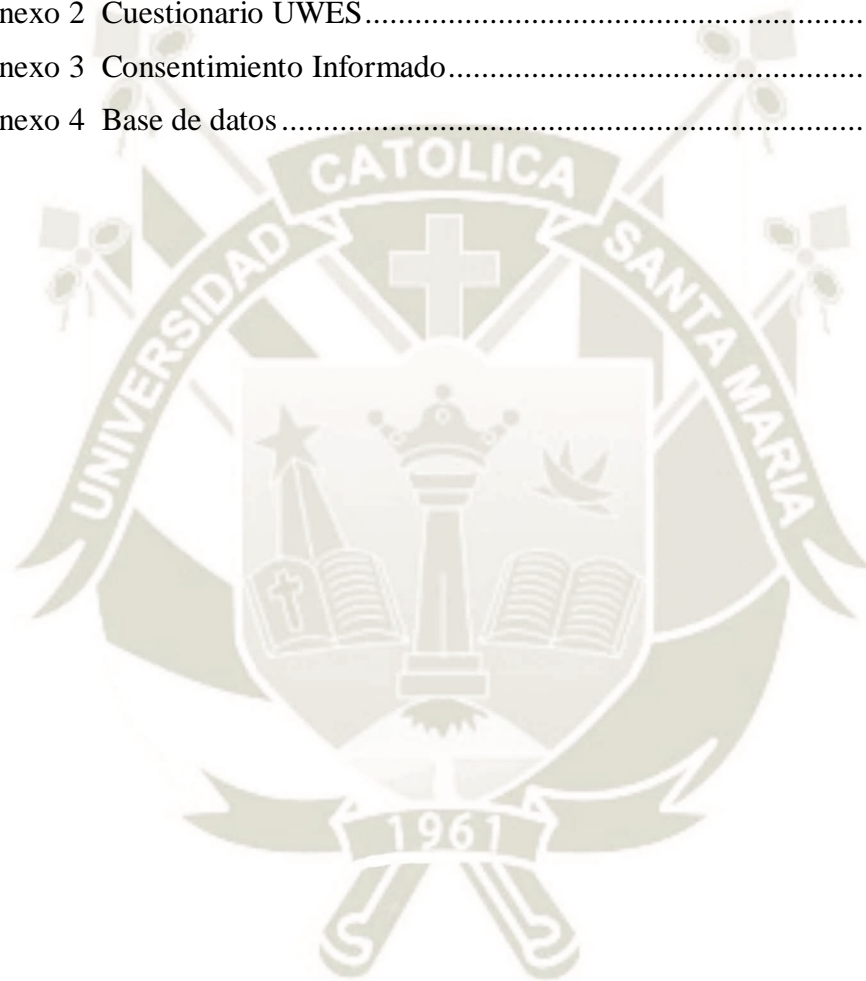 nexo 2 Cuestionario UWES......................................................................
nexo 3 Consentimiento Informado............................................................
nexo 4 Base de datos................................................................................
UNIVERSIDAD CATOLICA SANTA MARIA
1961